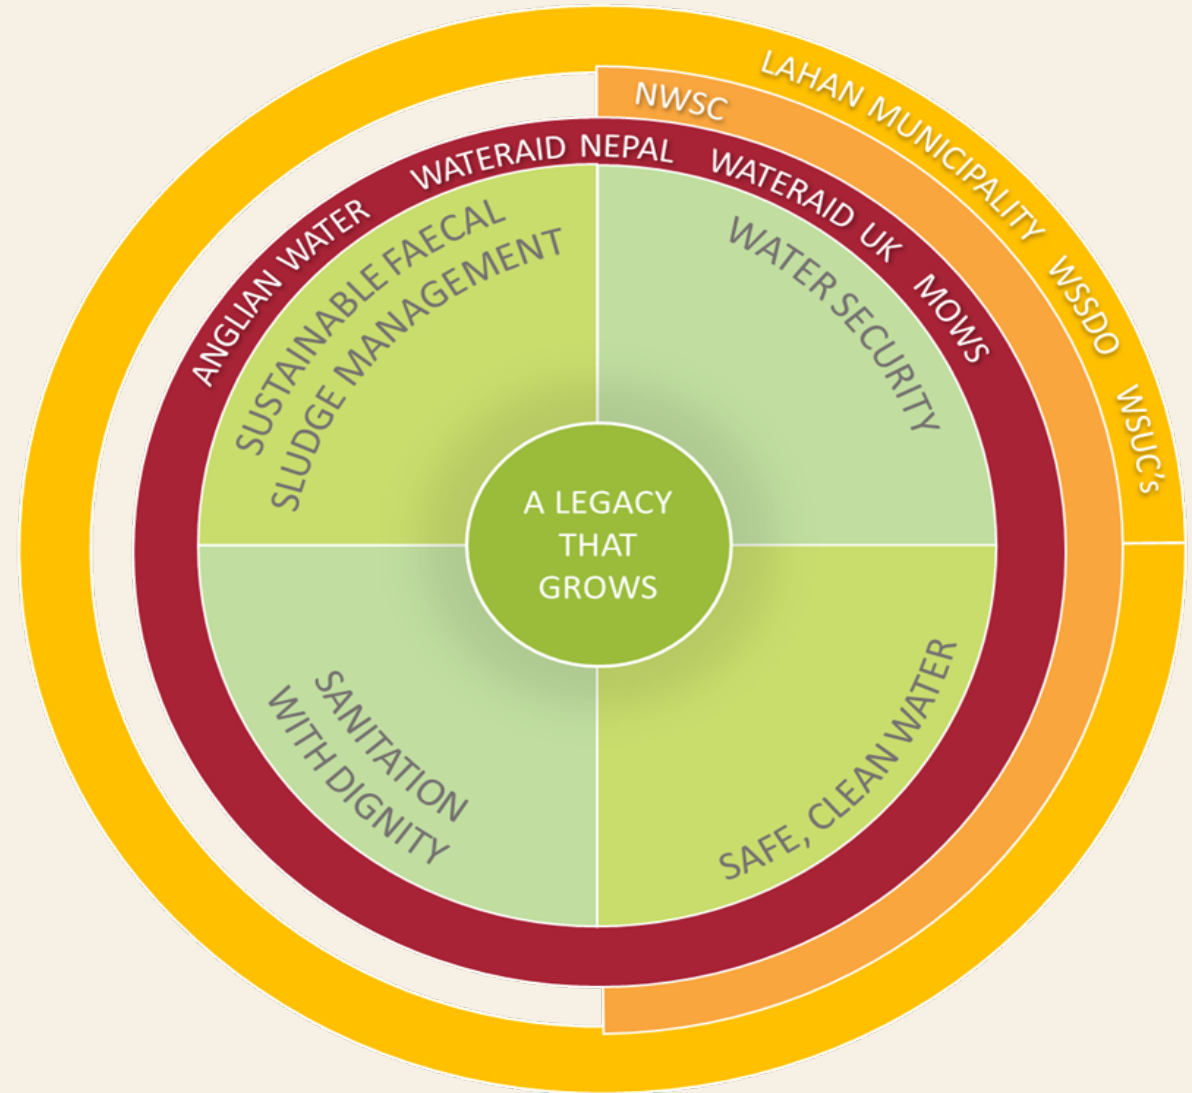 LAHAN MUNICIPALITY WSSDO WSUC's
NWSC
ANGLIAN WATER WATERAID NEPAL WATERAID UK MOWS
SUSTAINABLE FAECAL
SLUDGE MANAGEMENT
WATER SECURITY
A LEGACY
THAT
GROWS
SANITATION
WITH DIGNITY
SAFE, CLEAN WATER